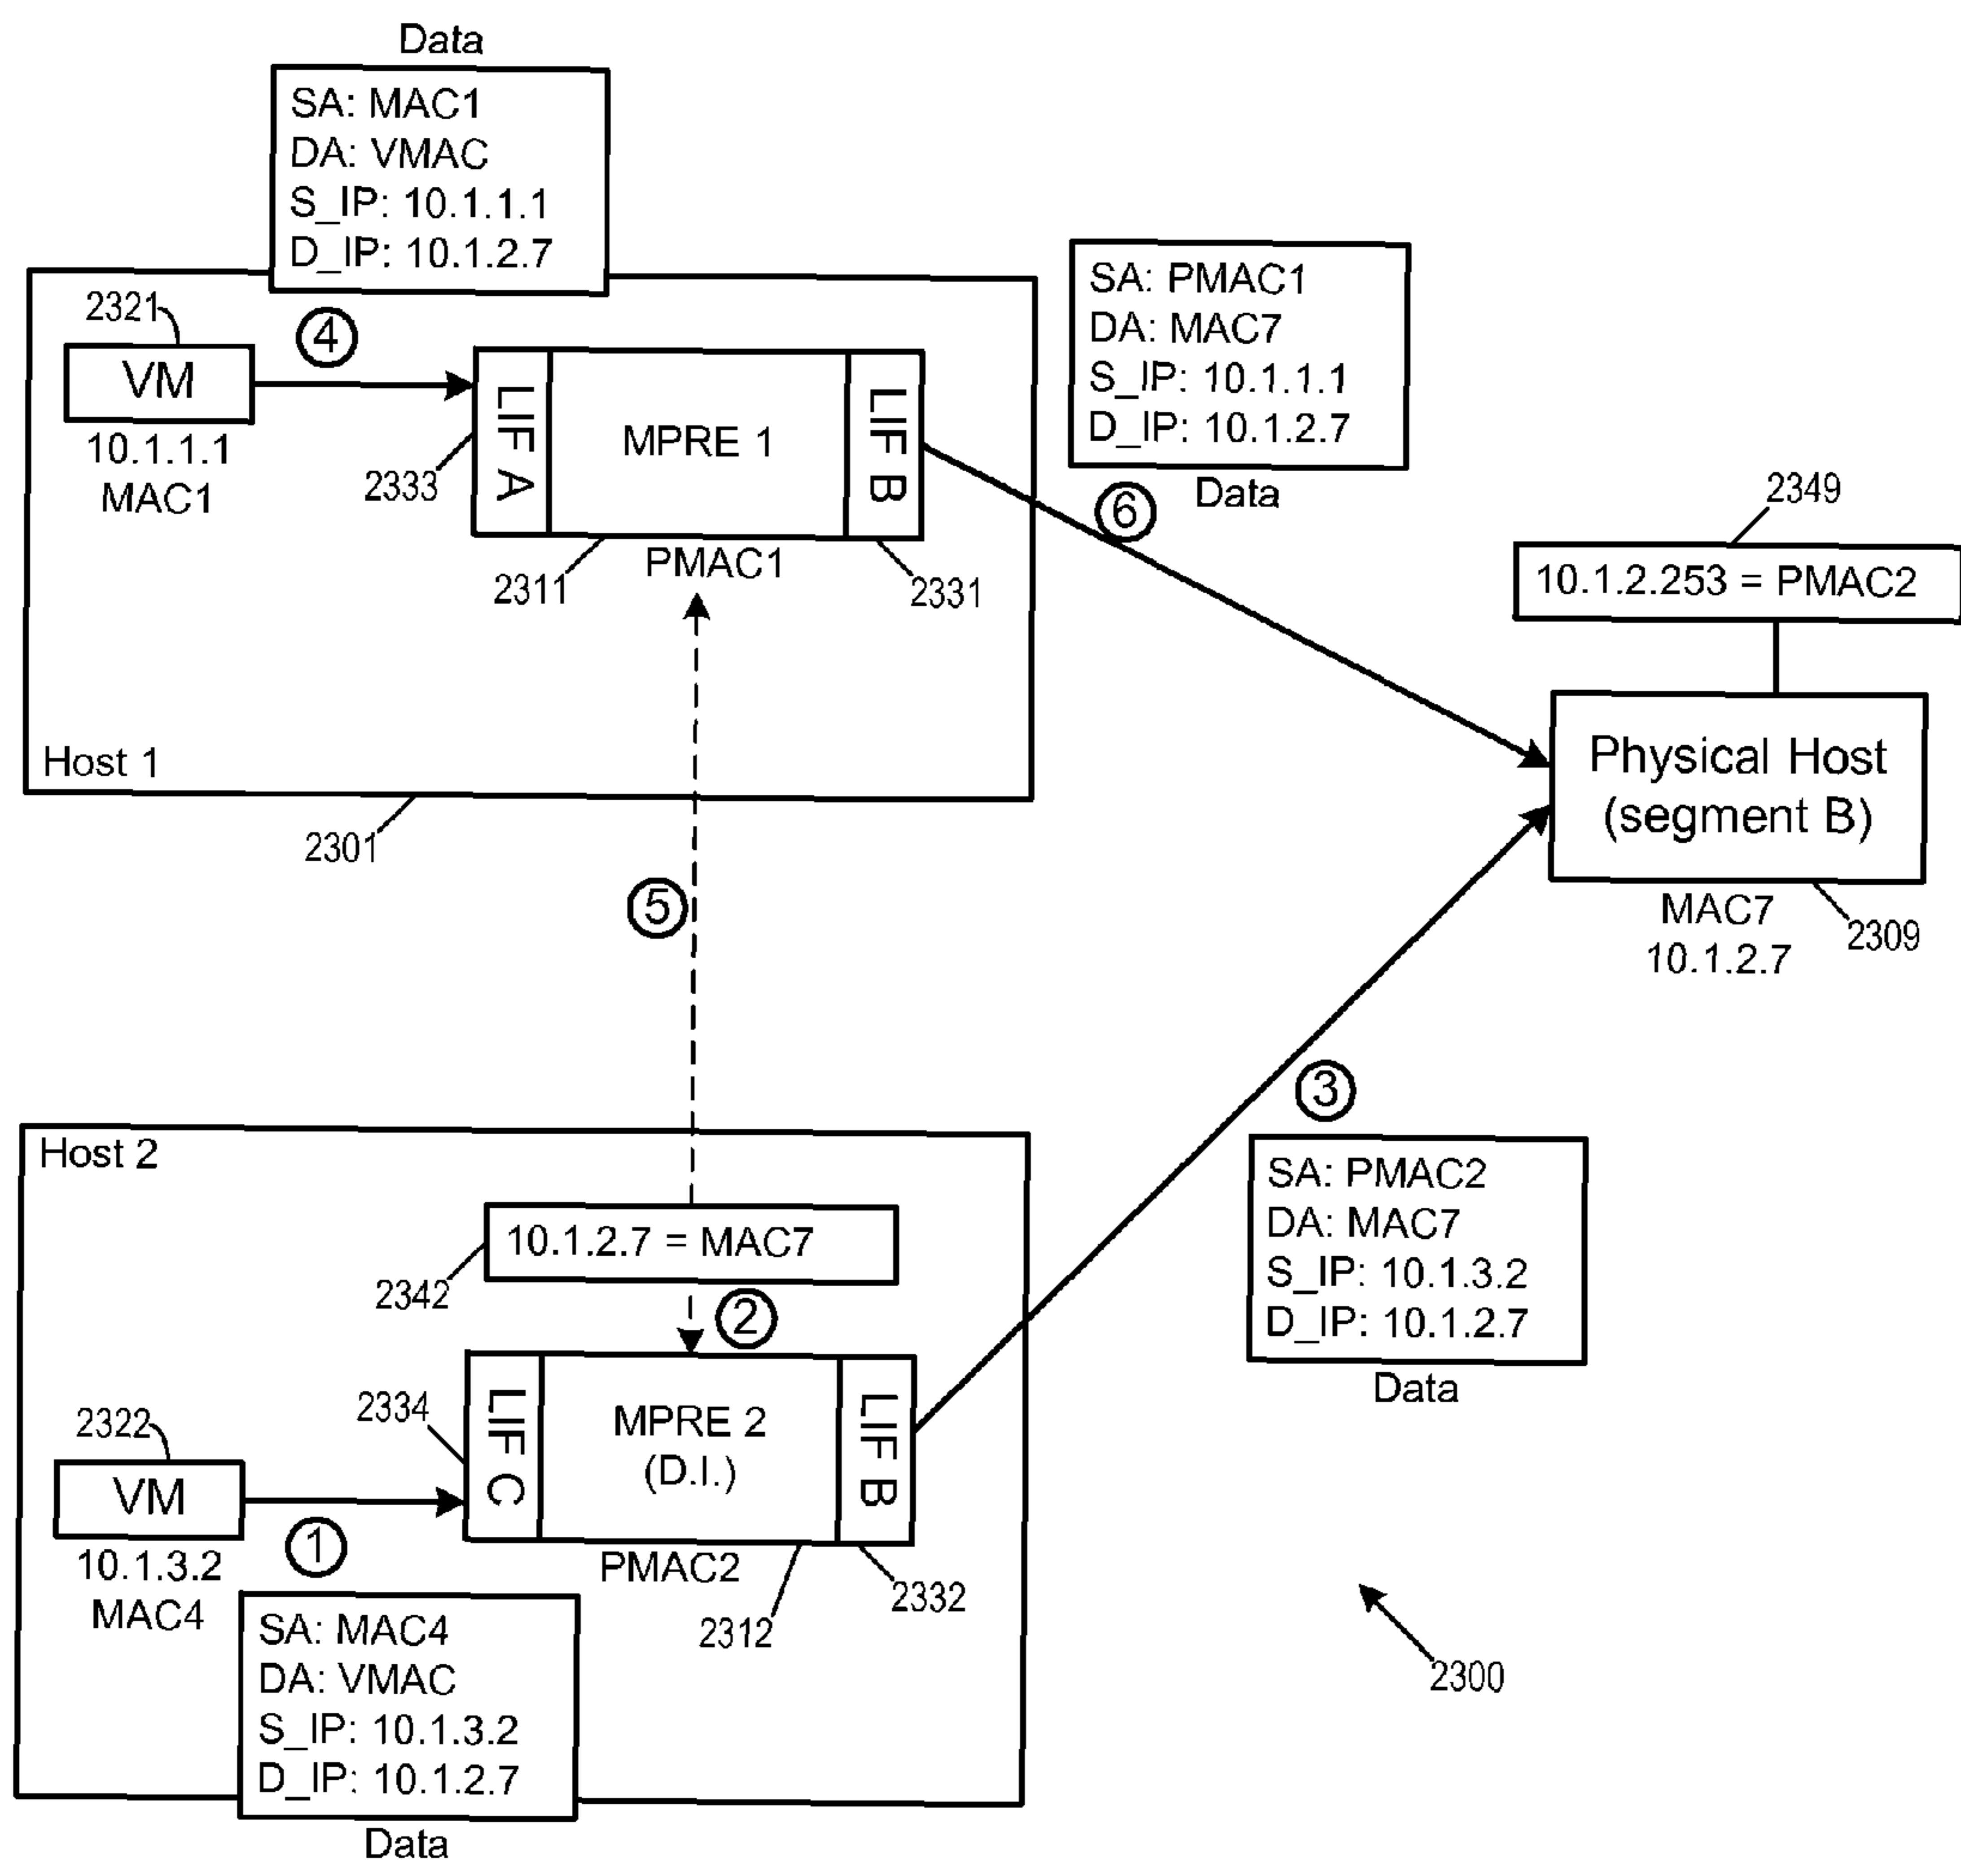 Data
SA: MAC1
DA: VMAC
S_IP: 10.1.1.1
D_IP: 10.1.2.7
2321
VM
10.1.1.1
MAC1
4
LIF A
MPRE 1
LIF B
2333
2311
PMAC1
2331
SA: PMAC1
DA: MAC7
S_IP: 10.1.1.1
D_IP: 10.1.2.7
Data
6
2349
10.1.2.253 = PMAC2
Physical Host
(segment B)
MAC7
10.1.2.7
2309
Host 1
2301
5
3
SA: PMAC2
DA: MAC7
S_IP: 10.1.3.2
D_IP: 10.1.2.7
Data
Host 2
10.1.2.7 = MAC7
2342
2
2334
LIF C
MPRE 2
(D.I.)
LIF B
2322
VM
10.1.3.2
MAC4
1
PMAC2
2312
2332
SA: MAC4
DA: VMAC
S_IP: 10.1.3.2
D_IP: 10.1.2.7
Data
2300